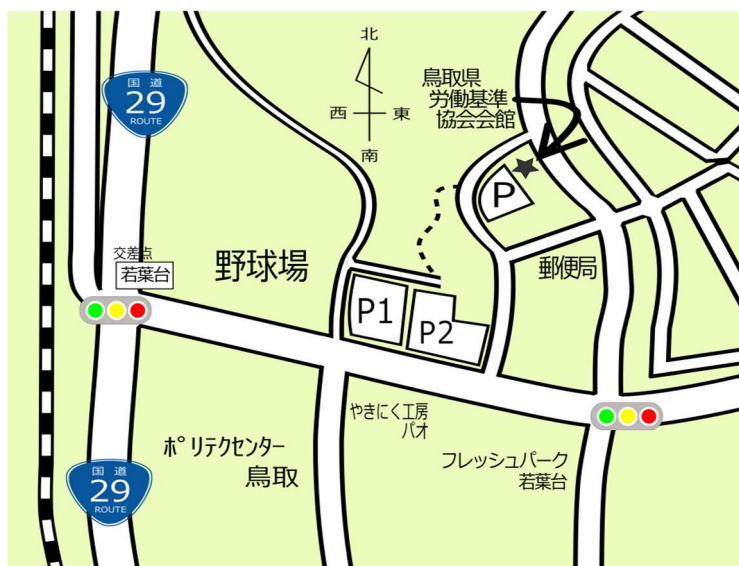 国道
29
ROUTE
北
西
東
南
鳥取県
労働基準
協会会館
P
交差点
若葉台
野球場
郵便局
P1
P2
やきにく工房
パオ
ポリテクセンター
鳥取
フレッシュパーク
若葉台
国道
29
ROUTE